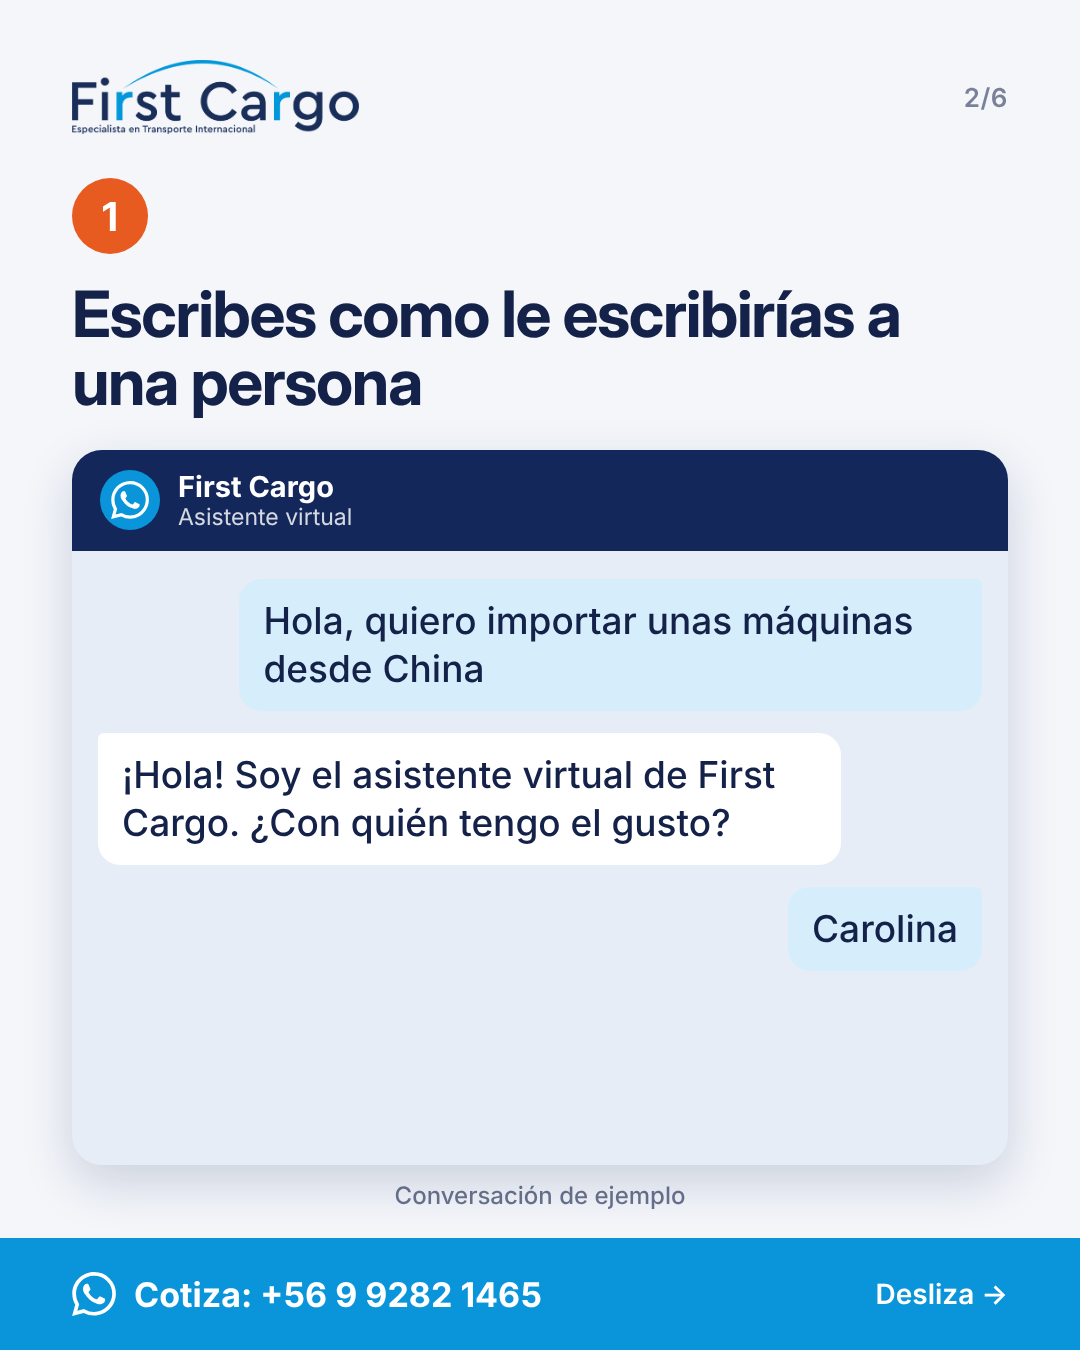 First Cargo
Especialista en Transporte Internacional
2/6
1
Escribes como le escribirías a
una persona
First Cargo
Asistente virtual
Hola, quiero importar unas máquinas
desde China
¡Hola! Soy el asistente virtual de First
Cargo. ¿Con quién tengo el gusto?
Carolina
Conversación de ejemplo
Cotiza: +56 9 9282 1465
Desliza →